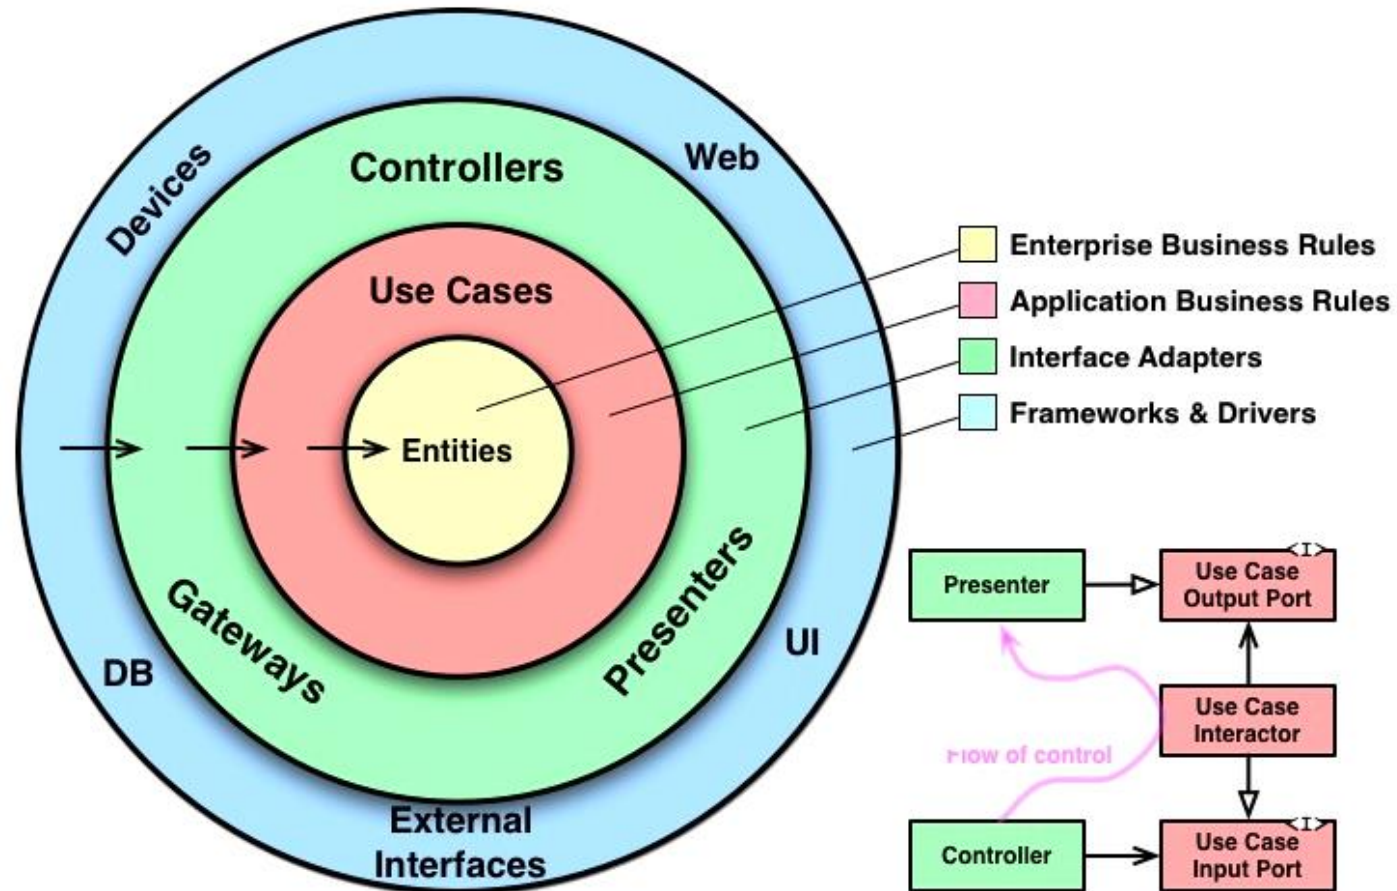 Devices
Web
Controllers
Use Cases
Entities
Gateways
Presenters
DB
UI
External
Interfaces
Enterprise Business Rules
Application Business Rules
Interface Adapters
Frameworks & Drivers
Presenter
<I>
Use Case
Output Port
Use Case
Interactor
Flow of control
Controller
<I>
Use Case
Input Port